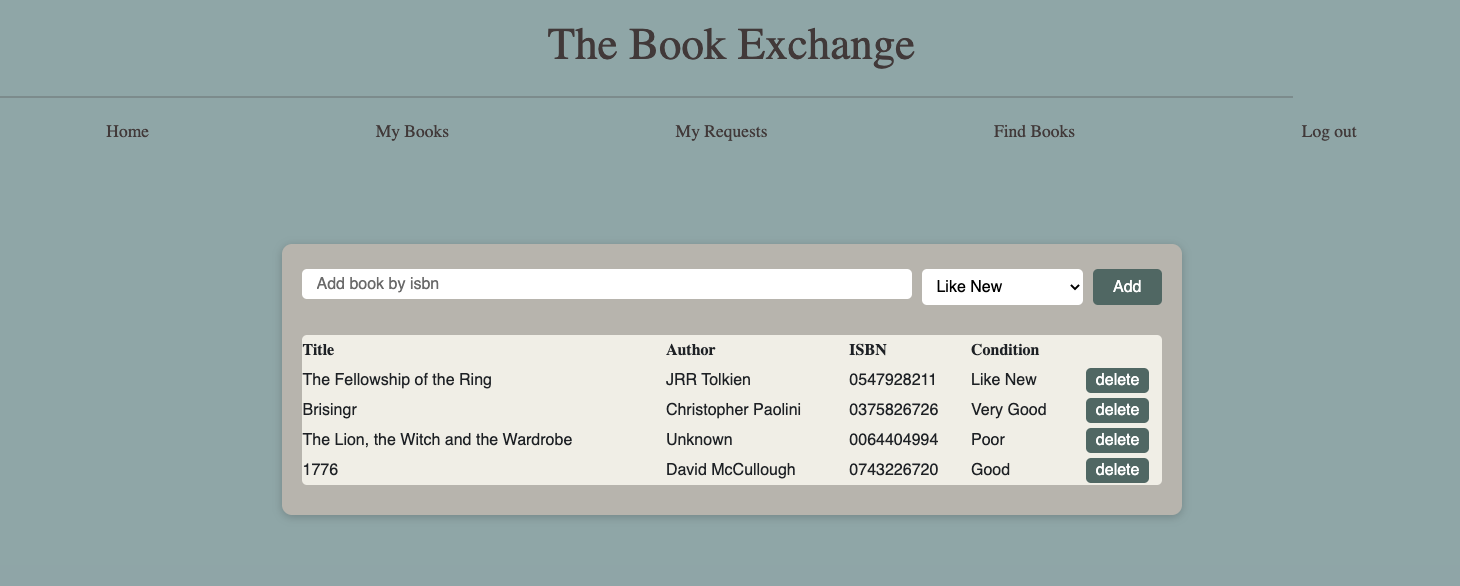 The Book Exchange
Home My Books My Requests Find Books Log out
Add book by isbn Like New Add
Title Author ISBN Condition
The Fellowship of the Ring JRR Tolkien 0547928211 Like New delete
Brisingr Christopher Paolini 0375826726 Very Good delete
The Lion, the Witch and the Wardrobe Unknown 0064404994 Poor delete
1776 David McCullough 0743226720 Good delete